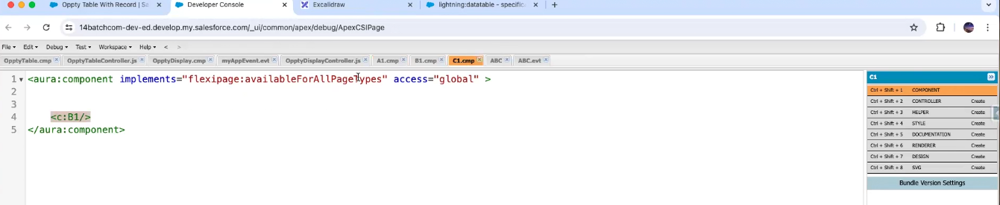 Oppty Table With Record | Sa
Developer Console
Excalidraw
lightning:datatable - specific
14batchcom-dev-ed.develop.my.salesforce.com/_ui/common/apex/debug/ApexCSIPage
File Edit Debug Test Workspace Help < >
OpptyTable.cmp OpptyTableController.js OpptyDisplay.cmp myAppEvent.evt OpptyDisplayController.js A1.cmp B1.cmp C1.cmp ABC ABC.evt
1 <aura:component implements="flexipage:availableForAllPageTypes" access="global" >
2
3
4 <c:B1/>
5 </aura:component>
C1
Ctrl + Shift + 1 COMPONENT
Ctrl + Shift + 2 CONTROLLER Create
Ctrl + Shift + 3 HELPER Create
Ctrl + Shift + 4 STYLE Create
Ctrl + Shift + 5 DOCUMENTATION Create
Ctrl + Shift + 6 RENDERER Create
Ctrl + Shift + 7 DESIGN Create
Ctrl + Shift + 8 SVG Create
Bundle Version Settings